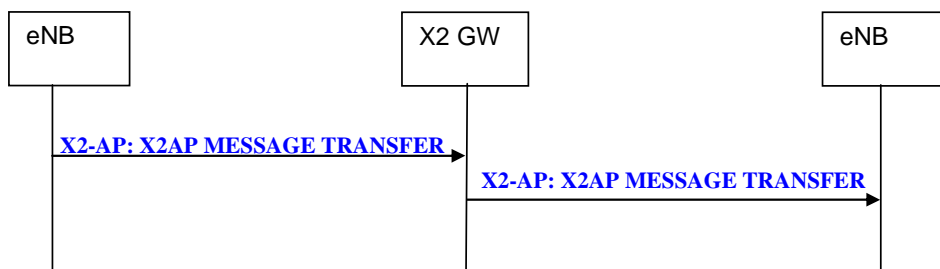 eNB
X2 GW
eNB
X2-AP: X2AP MESSAGE TRANSFER
X2-AP: X2AP MESSAGE TRANSFER